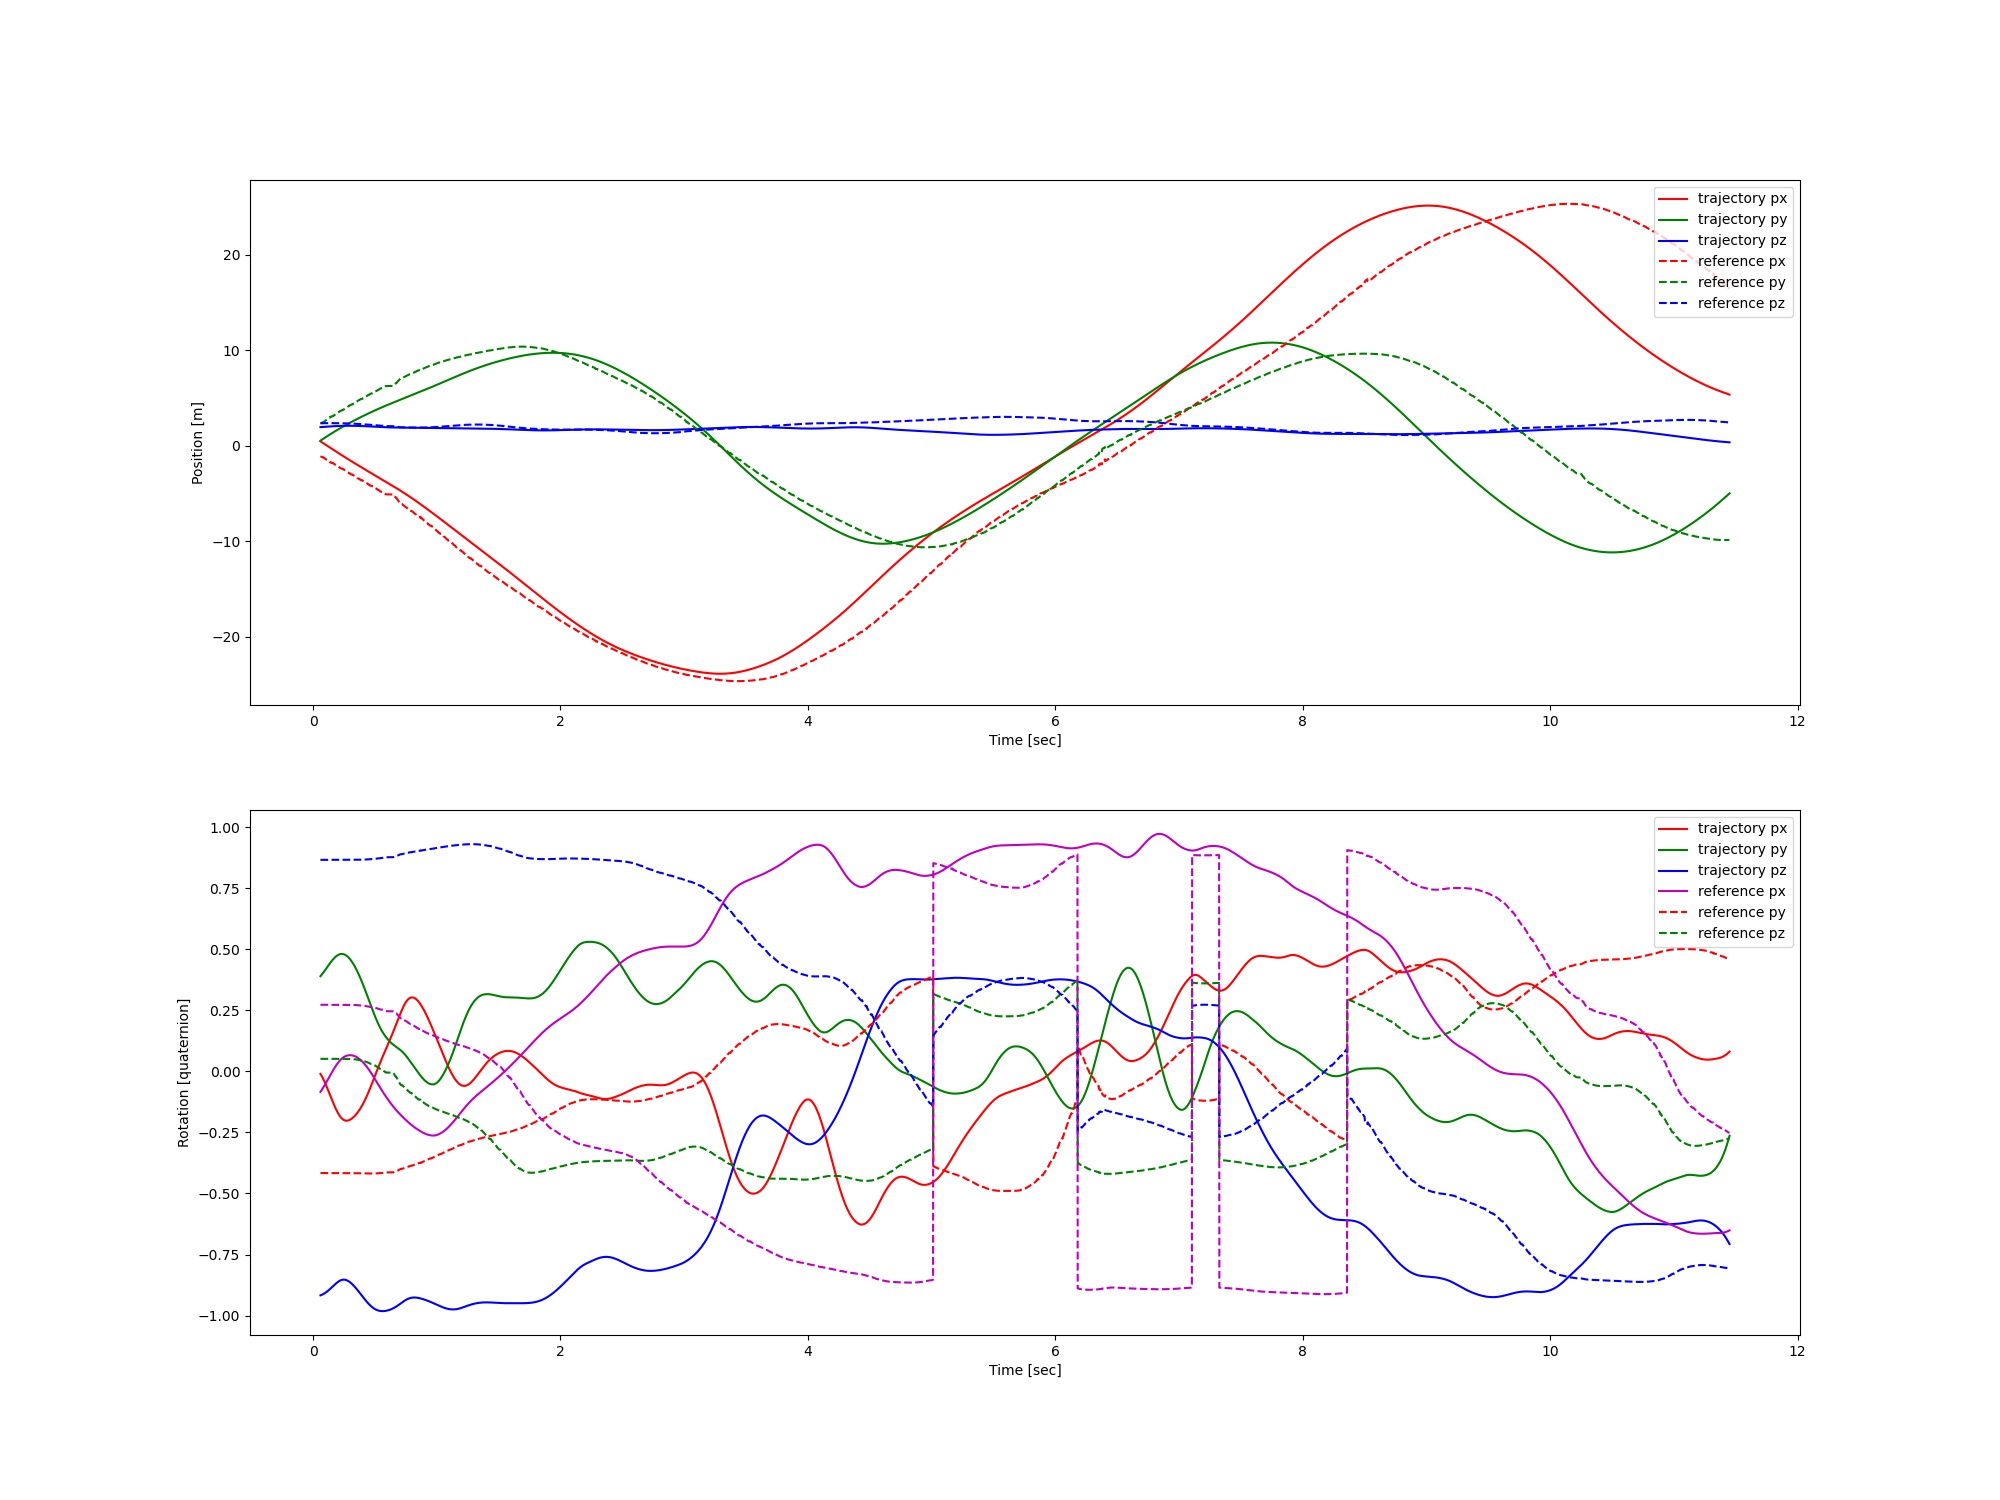 trajectory px
trajectory py
trajectory pz
reference px
reference py
reference pz
Position [m]
20
10
0
−10
−20
0 2 4 6 8 10 12
Time [sec]
trajectory px
trajectory py
trajectory pz
reference px
reference py
reference pz
Rotation [quaternion]
1.00
0.75
0.50
0.25
0.00
−0.25
−0.50
−0.75
−1.00
0 2 4 6 8 10 12
Time [sec]